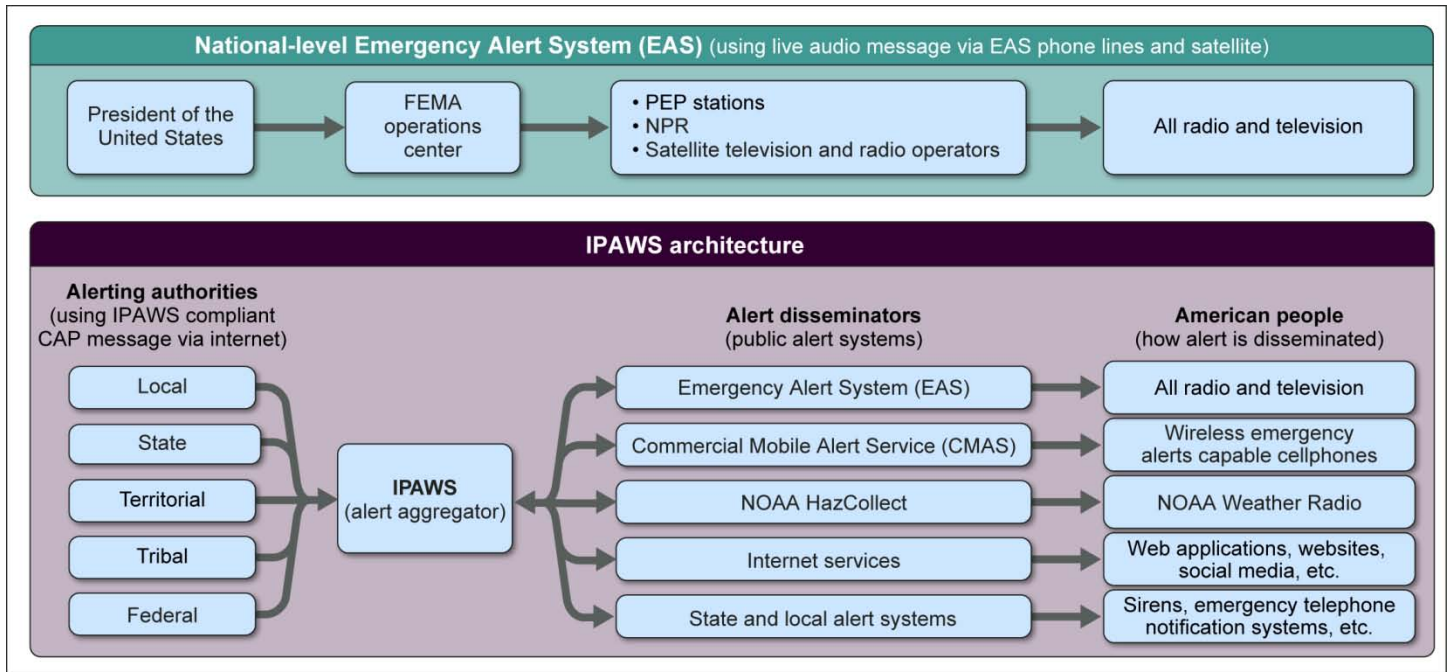 National-level Emergency Alert System (EAS) (using live audio message via EAS phone lines and satellite)
President of the
United States
FEMA
operations
center
• PEP stations
• NPR
• Satellite television and radio operators
All radio and television
IPAWS architecture
Alerting authorities
(using IPAWS compliant
CAP message via internet)
Local
State
Territorial
Tribal
Federal
IPAWS
(alert aggregator)
Alert disseminators
(public alert systems)
Emergency Alert System (EAS)
Commercial Mobile Alert Service (CMAS)
NOAA HazCollect
Internet services
State and local alert systems
American people
(how alert is disseminated)
All radio and television
Wireless emergency
alerts capable cellphones
NOAA Weather Radio
Web applications, websites,
social media, etc.
Sirens, emergency telephone
notification systems, etc.